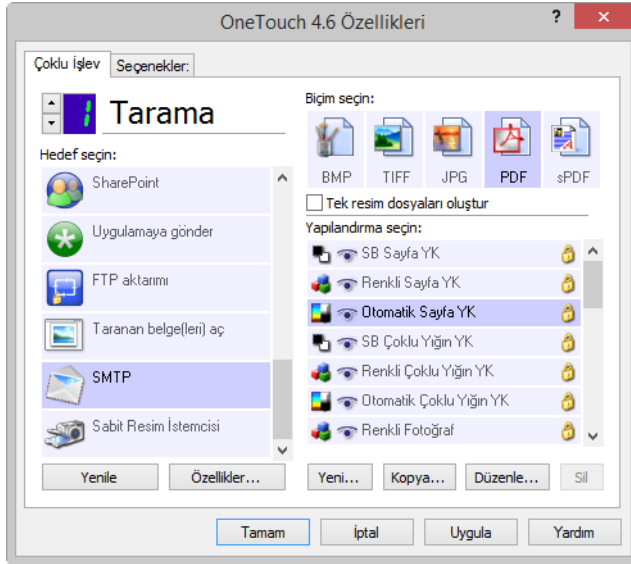 OneTouch 4.6 Özellikleri
?
×
Çoklu İşlev
Seçenekler:
1
Tarama
Hedef seçin:
SharePoint
Uygulamaya gönder
FTP aktarımı
Taranan belge(leri) aç
SMTP
Sabit Resim İstemcisi
Yenile
Özellikler...
Biçim seçin:
BMP
TIFF
JPG
PDF
sPDF
Tek resim dosyaları oluştur
Yapılandırma seçin:
SB Sayfa YK
Renkli Sayfa YK
Otomatik Sayfa YK
SB Çoklu Yığın YK
Renkli Çoklu Yığın YK
Otomatik Çoklu Yığın YK
Renkli Fotoğraf
Yeni...
Kopya...
Düzenle...
Sil
Tamam
İptal
Uygula
Yardım